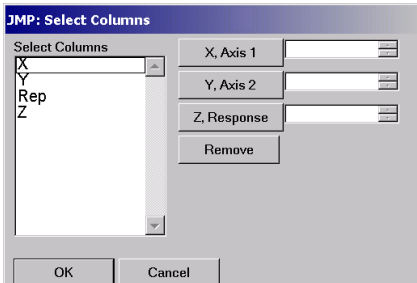 JMP: Select Columns
Select Columns
X
Y
Rep
Z
X, Axis 1
Y, Axis 2
Z, Response
Remove
OK
Cancel